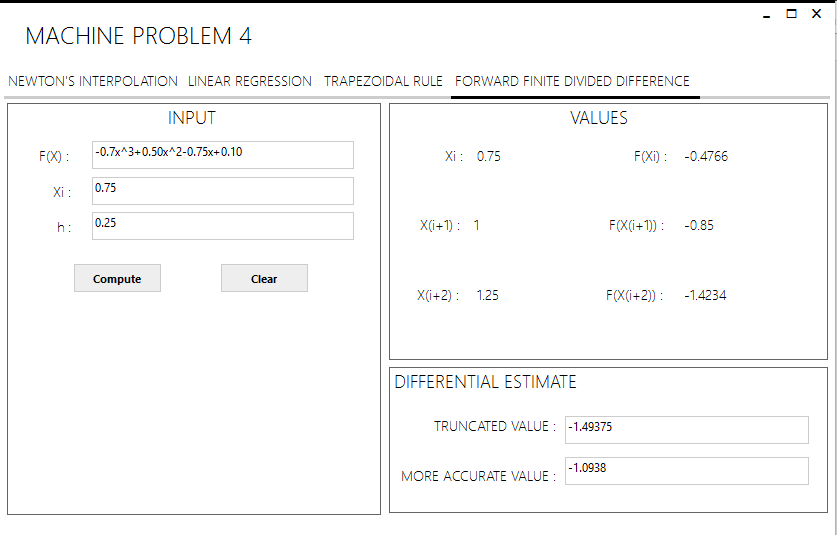 MACHINE PROBLEM 4
NEWTON'S INTERPOLATION LINEAR REGRESSION TRAPEZOIDAL RULE FORWARD FINITE DIVIDED DIFFERENCE
INPUT
F(X) : -0.7x^3+0.50x^2-0.75x+0.10
Xi : 0.75
h : 0.25
Compute Clear
VALUES
Xi : 0.75 F(Xi) : -0.4766
X(i+1) : 1 F(X(i+1)) : -0.85
X(i+2) : 1.25 F(X(i+2)) : -1.4234
DIFFERENTIAL ESTIMATE
TRUNCATED VALUE : -1.49375
MORE ACCURATE VALUE : -1.0938